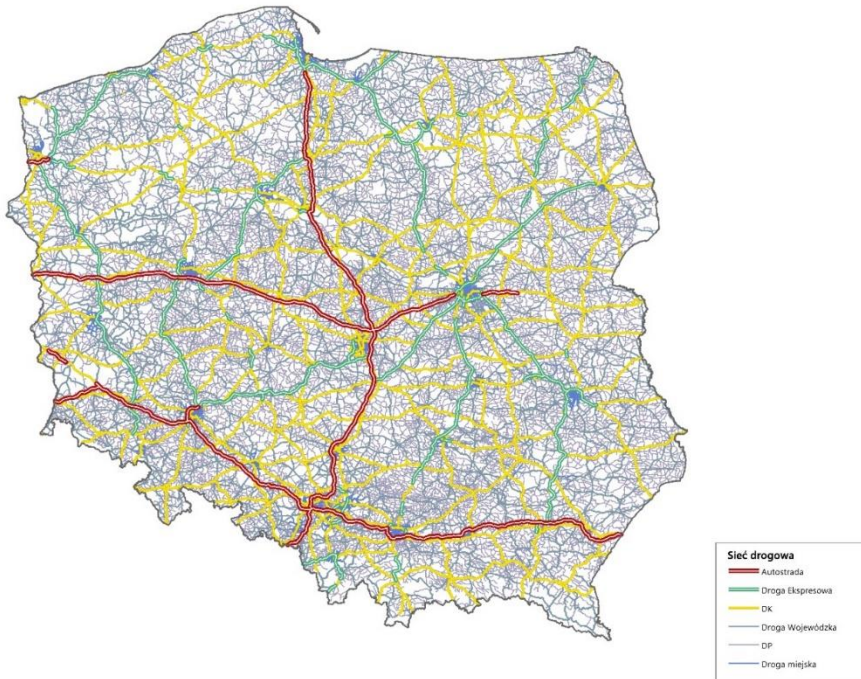 Sieć drogowa
Autostrada
Droga Ekspresowa
DK
Droga Wojewódzka
DP
Droga miejska